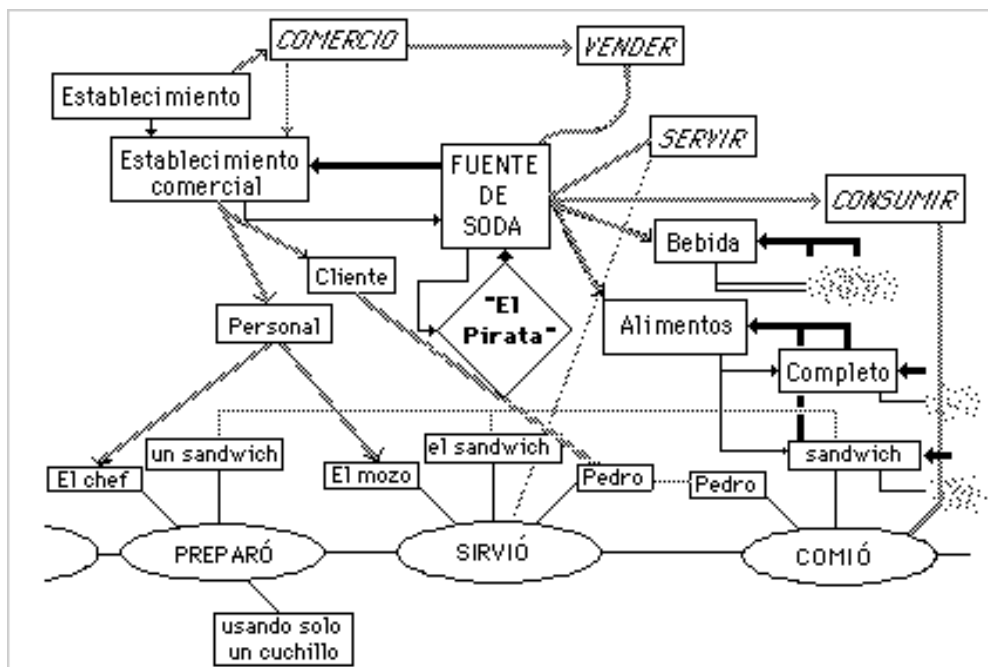 COMERCIO
VENDER
Establecimiento
SERVIR
Establecimiento
comercial
FUENTE
DE
SODA
CONSUMIR
Bebida
Cliente
"El
Pirata"
Personal
Alimentos
Completo
un sandwich
el sandwich
sandwich
El chef
El mozo
Pedro
Pedro
PREPARÓ
SIRVIÓ
COMIÓ
usando solo
un cuchillo